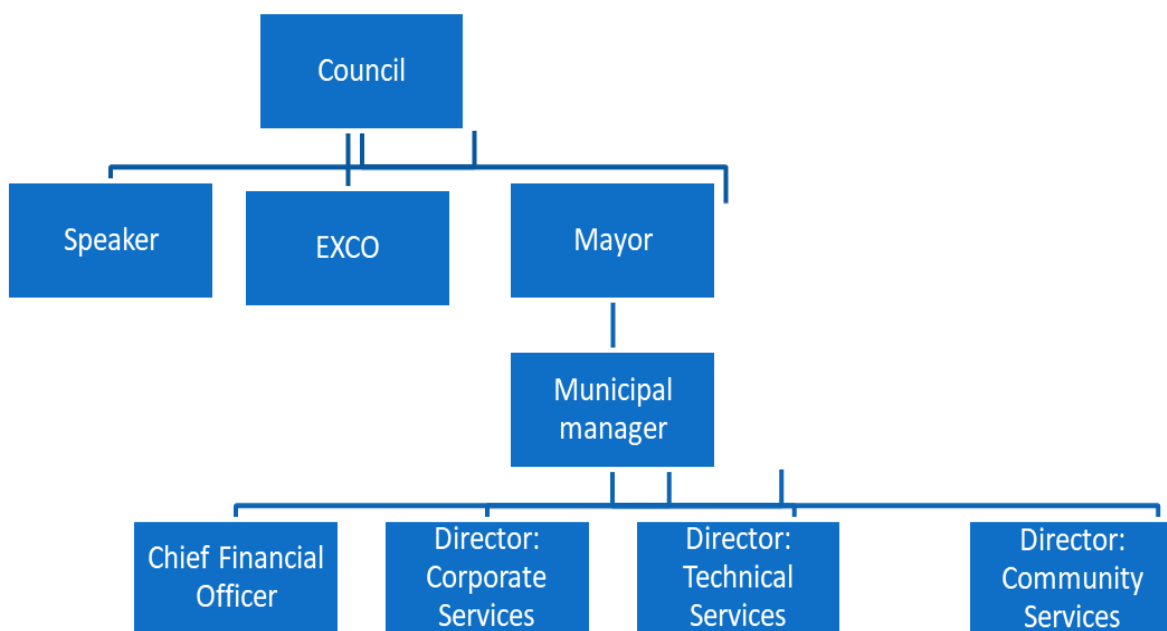 Council
Speaker
EXCO
Mayor
Municipal
manager
Chief Financial
Officer
Director:
Corporate
Services
Director:
Technical
Services
Director:
Community
Services